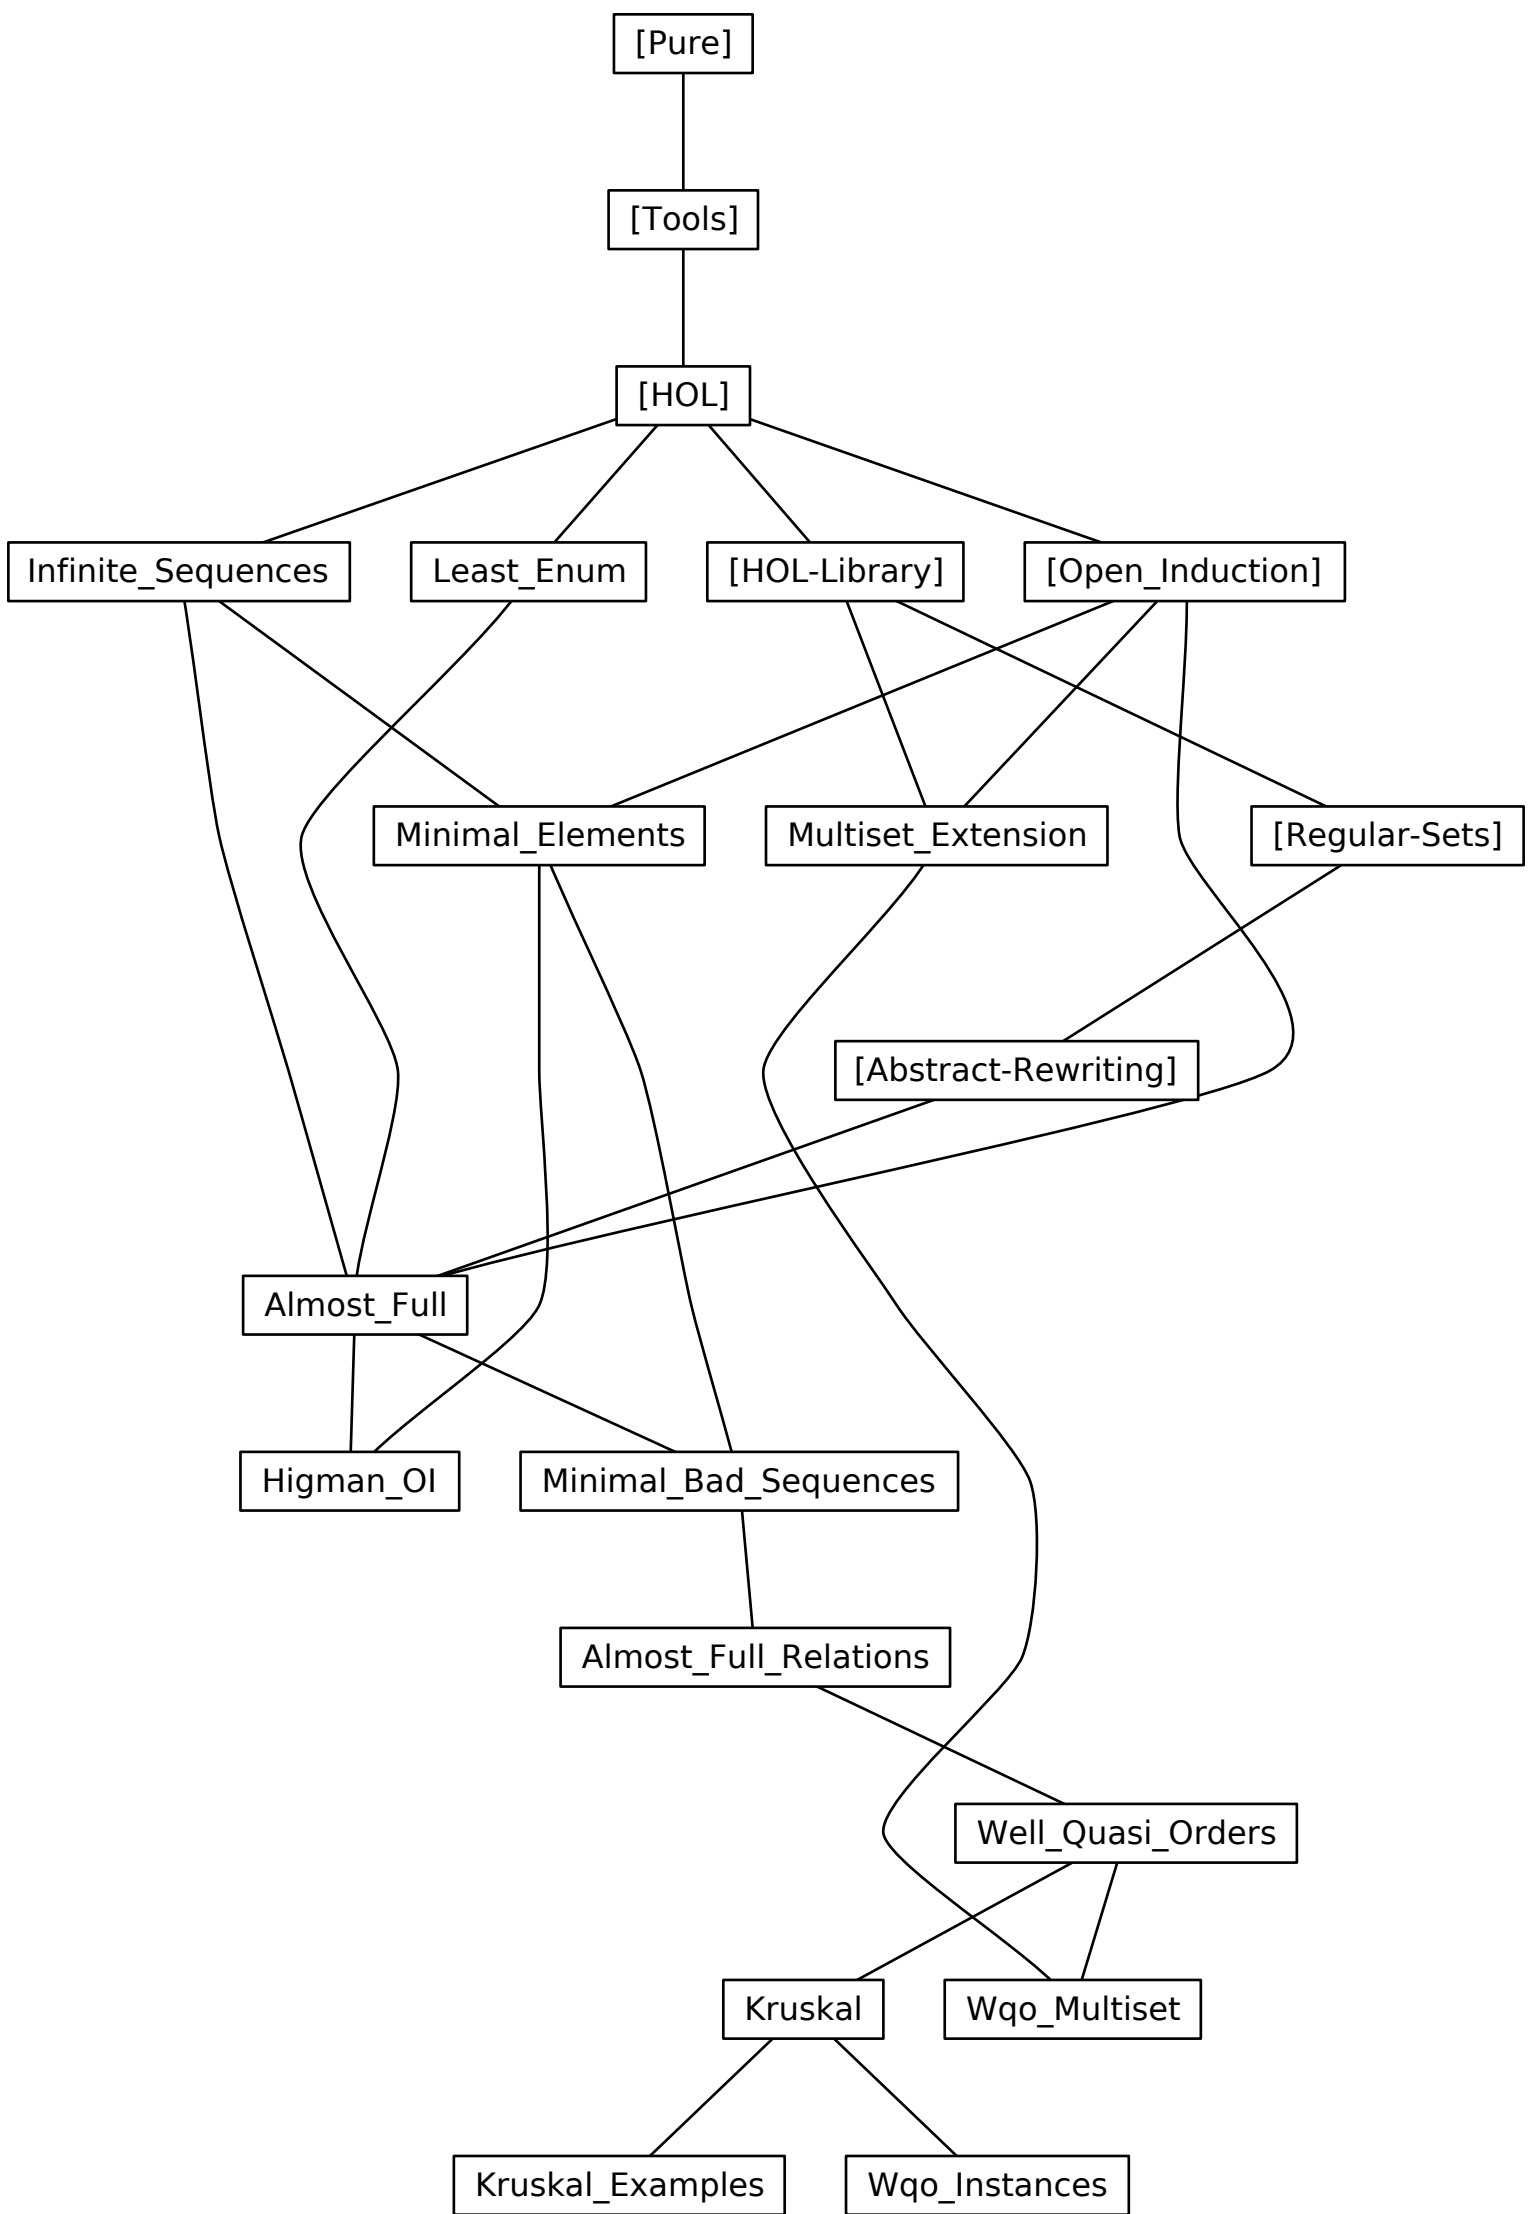 [Pure]
[Tools]
[HOL]
Infinite_Sequences
Least_Enum
[HOL-Library]
[Open_Induction]
Minimal_Elements
Multiset_Extension
[Regular-Sets]
[Abstract-Rewriting]
Almost_Full
Higman_OI
Minimal_Bad_Sequences
Almost_Full_Relations
Well_Quasi_Orders
Kruskal
Wqo_Multiset
Kruskal_Examples
Wqo_Instances